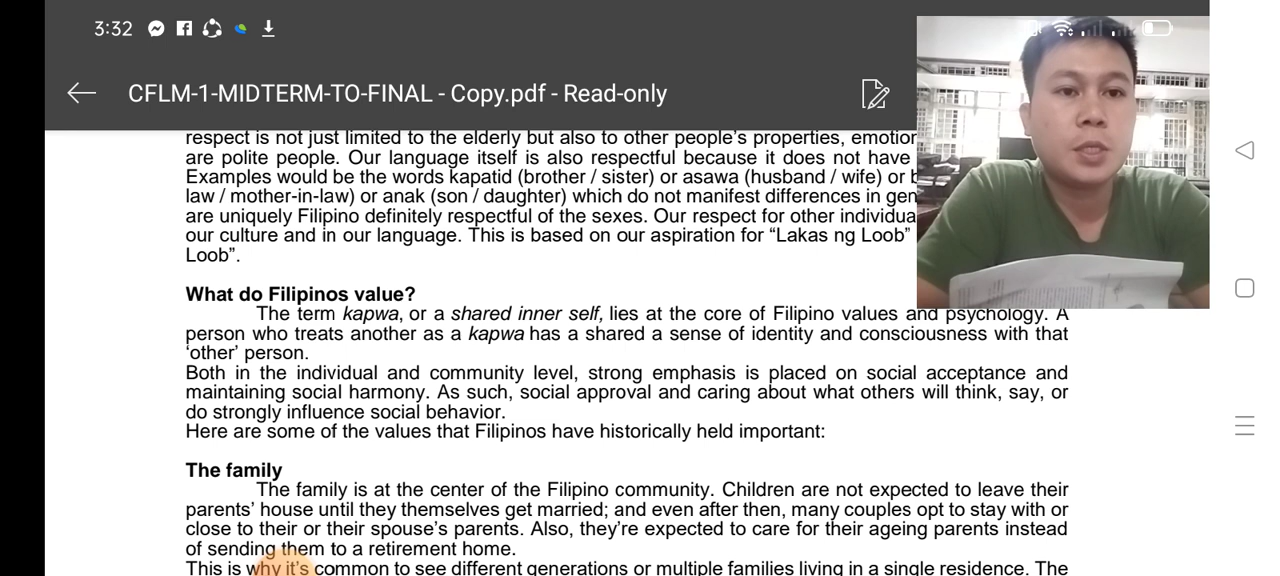 3:32
CFLM-1-MIDTERM-TO-FINAL - Copy.pdf - Read-only
respect is not just limited to the elderly but also to other people's properties,
are polite people. Our language itself is also respectful because it does not have
Examples would be the words kapatid (brother / sister) or asawa (husband / wife) or
law / mother-in-law) or anak (son / daughter) which do not manifest differences in
are uniquely Filipino definitely respectful of the sexes. Our respect for other
our culture and in our language. This is based on our aspiration for “Lakas ng Loob”
Loob”.
What do Filipinos value?
The term kapwa, or a shared inner self, lies at the core of Filipino values and psychology. A
person who treats another as a kapwa has a shared a sense of identity and consciousness with that
‘other’ person.
Both in the individual and community level, strong emphasis is placed on social acceptance and
maintaining social harmony. As such, social approval and caring about what others will think, say, or
do strongly influence social behavior.
Here are some of the values that Filipinos have historically held important:
The family
The family is at the center of the Filipino community. Children are not expected to leave their
parents’ house until they themselves get married; and even after then, many couples opt to stay with or
close to their or their spouse’s parents. Also, they’re expected to care for their ageing parents instead
of sending them to a retirement home.
This is why it’s common to see different generations or multiple families living in a single residence. The